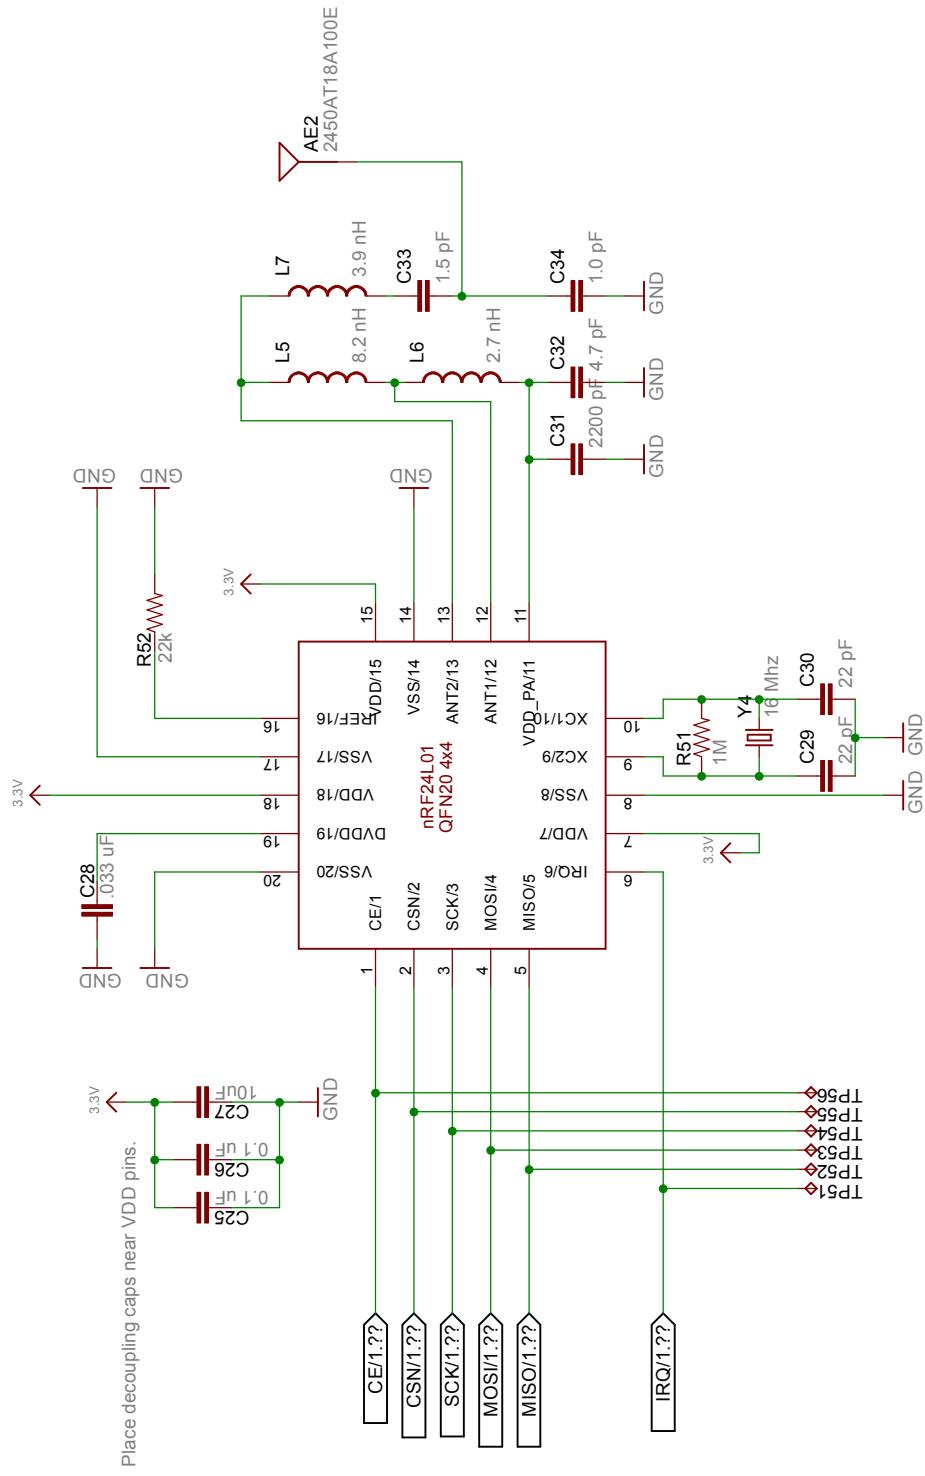 AE2
2450AT18A100E
L7
3.9 nH
C33
1.5 pF
C34
1.0 pF
GND
L5
8.2 nH
L6
2.7 nH
C32
4.7 pF
GND
C31
2200 pF
GND
GND
GND
GND
R52
22k
3.3V
15
14
13
12
11
VDD/15
VSS/14
ANT2/13
ANT1/12
VDD_PA/11
16
17
18
19
20
IREF/16
VSS/17
VDD/18
DVDD/19
VSS/20
nRF24L01
QFN20 4x4
XC1/10
XC2/9
VSS/8
VDD/7
IRQ/6
10
9
8
7
6
CE/1
CSN/2
SCK/3
MOSI/4
MISO/5
1
2
3
4
5
R51
1M
Y4
16 Mhz
C30
22 pF
C29
22 pF
GND
GND
3.3V
3.3V
C28
.033 uF
GND
GND
3.3V
C27
10uF
C26
0.1 uF
C25
0.1 uF
GND
Place decoupling caps near VDD pins.
TP56
TP55
TP54
TP53
TP52
TP51
CE/1.??
CSN/1.??
SCK/1.??
MOSI/1.??
MISO/1.??
IRQ/1.??